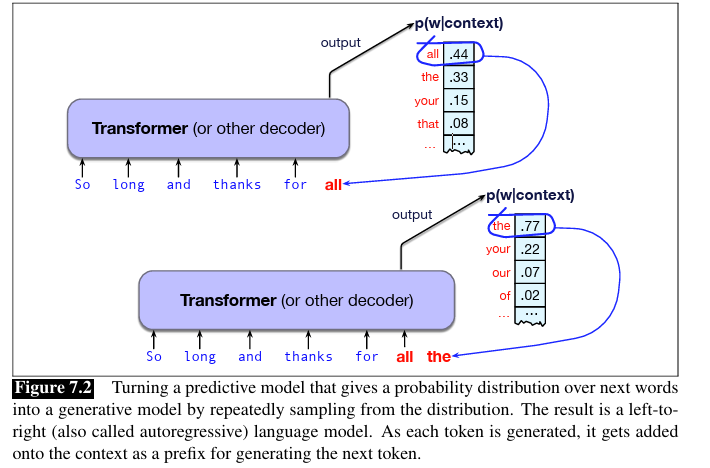 p(w|context)
output
all .44
the .33
your .15
that .08
... ...
Transformer (or other decoder)
So long and thanks for all
p(w|context)
output
the .77
your .22
our .07
of .02
... ...
Transformer (or other decoder)
So long and thanks for all the
Figure 7.2 Turning a predictive model that gives a probability distribution over next words
into a generative model by repeatedly sampling from the distribution. The result is a left-to-
right (also called autoregressive) language model. As each token is generated, it gets added
onto the context as a prefix for generating the next token.